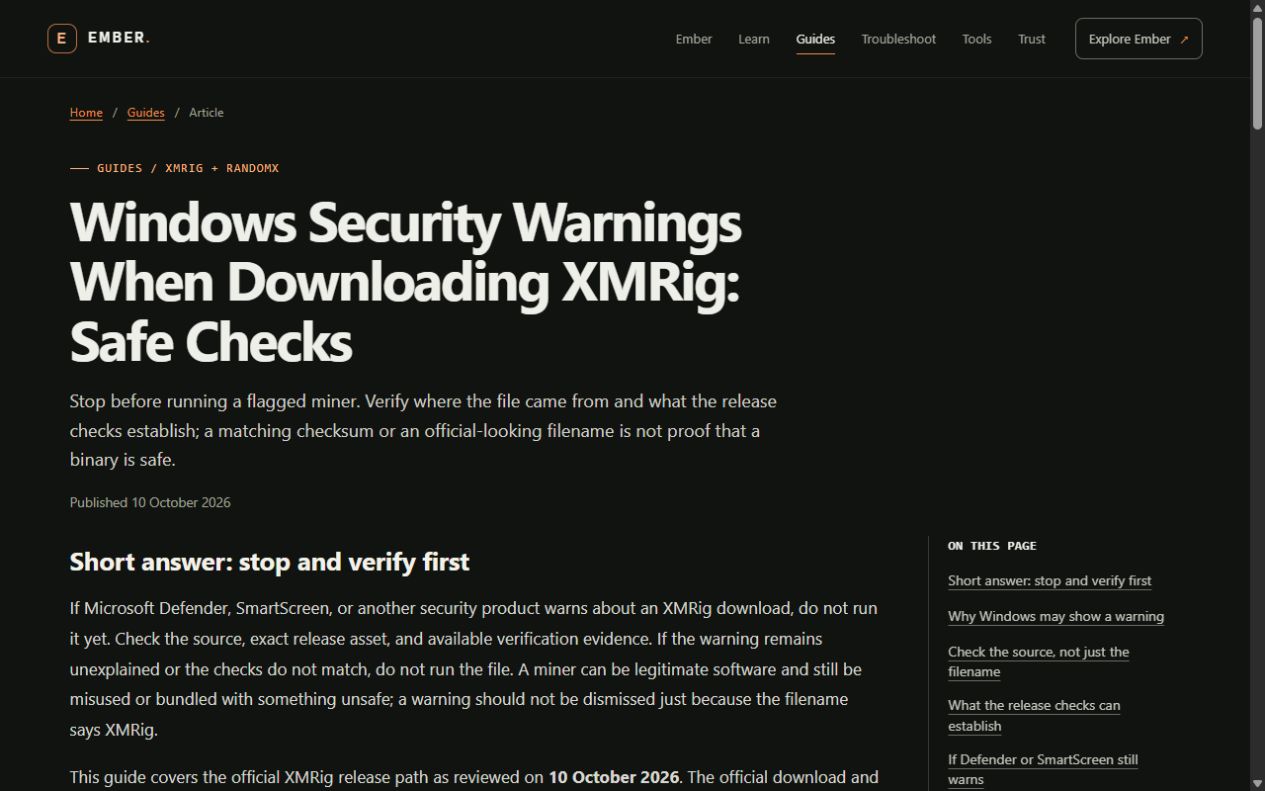 E EMBER.
Ember Learn Guides Troubleshoot Tools Trust Explore Ember ↗
Home / Guides / Article
GUIDES / XMRIG + RANDOMX
Windows Security Warnings
When Downloading XMRig:
Safe Checks
Stop before running a flagged miner. Verify where the file came from and what the release
checks establish; a matching checksum or an official-looking filename is not proof that a
binary is safe.
Published 10 October 2026
Short answer: stop and verify first
If Microsoft Defender, SmartScreen, or another security product warns about an XMRig download, do not run
it yet. Check the source, exact release asset, and available verification evidence. If the warning remains
unexplained or the checks do not match, do not run the file. A miner can be legitimate software and still be
misused or bundled with something unsafe; a warning should not be dismissed just because the filename
says XMRig.
This guide covers the official XMRig release path as reviewed on 10 October 2026. The official download and
ON THIS PAGE
Short answer: stop and verify first
Why Windows may show a warning
Check the source, not just the
filename
What the release checks can
establish
If Defender or SmartScreen still
warns